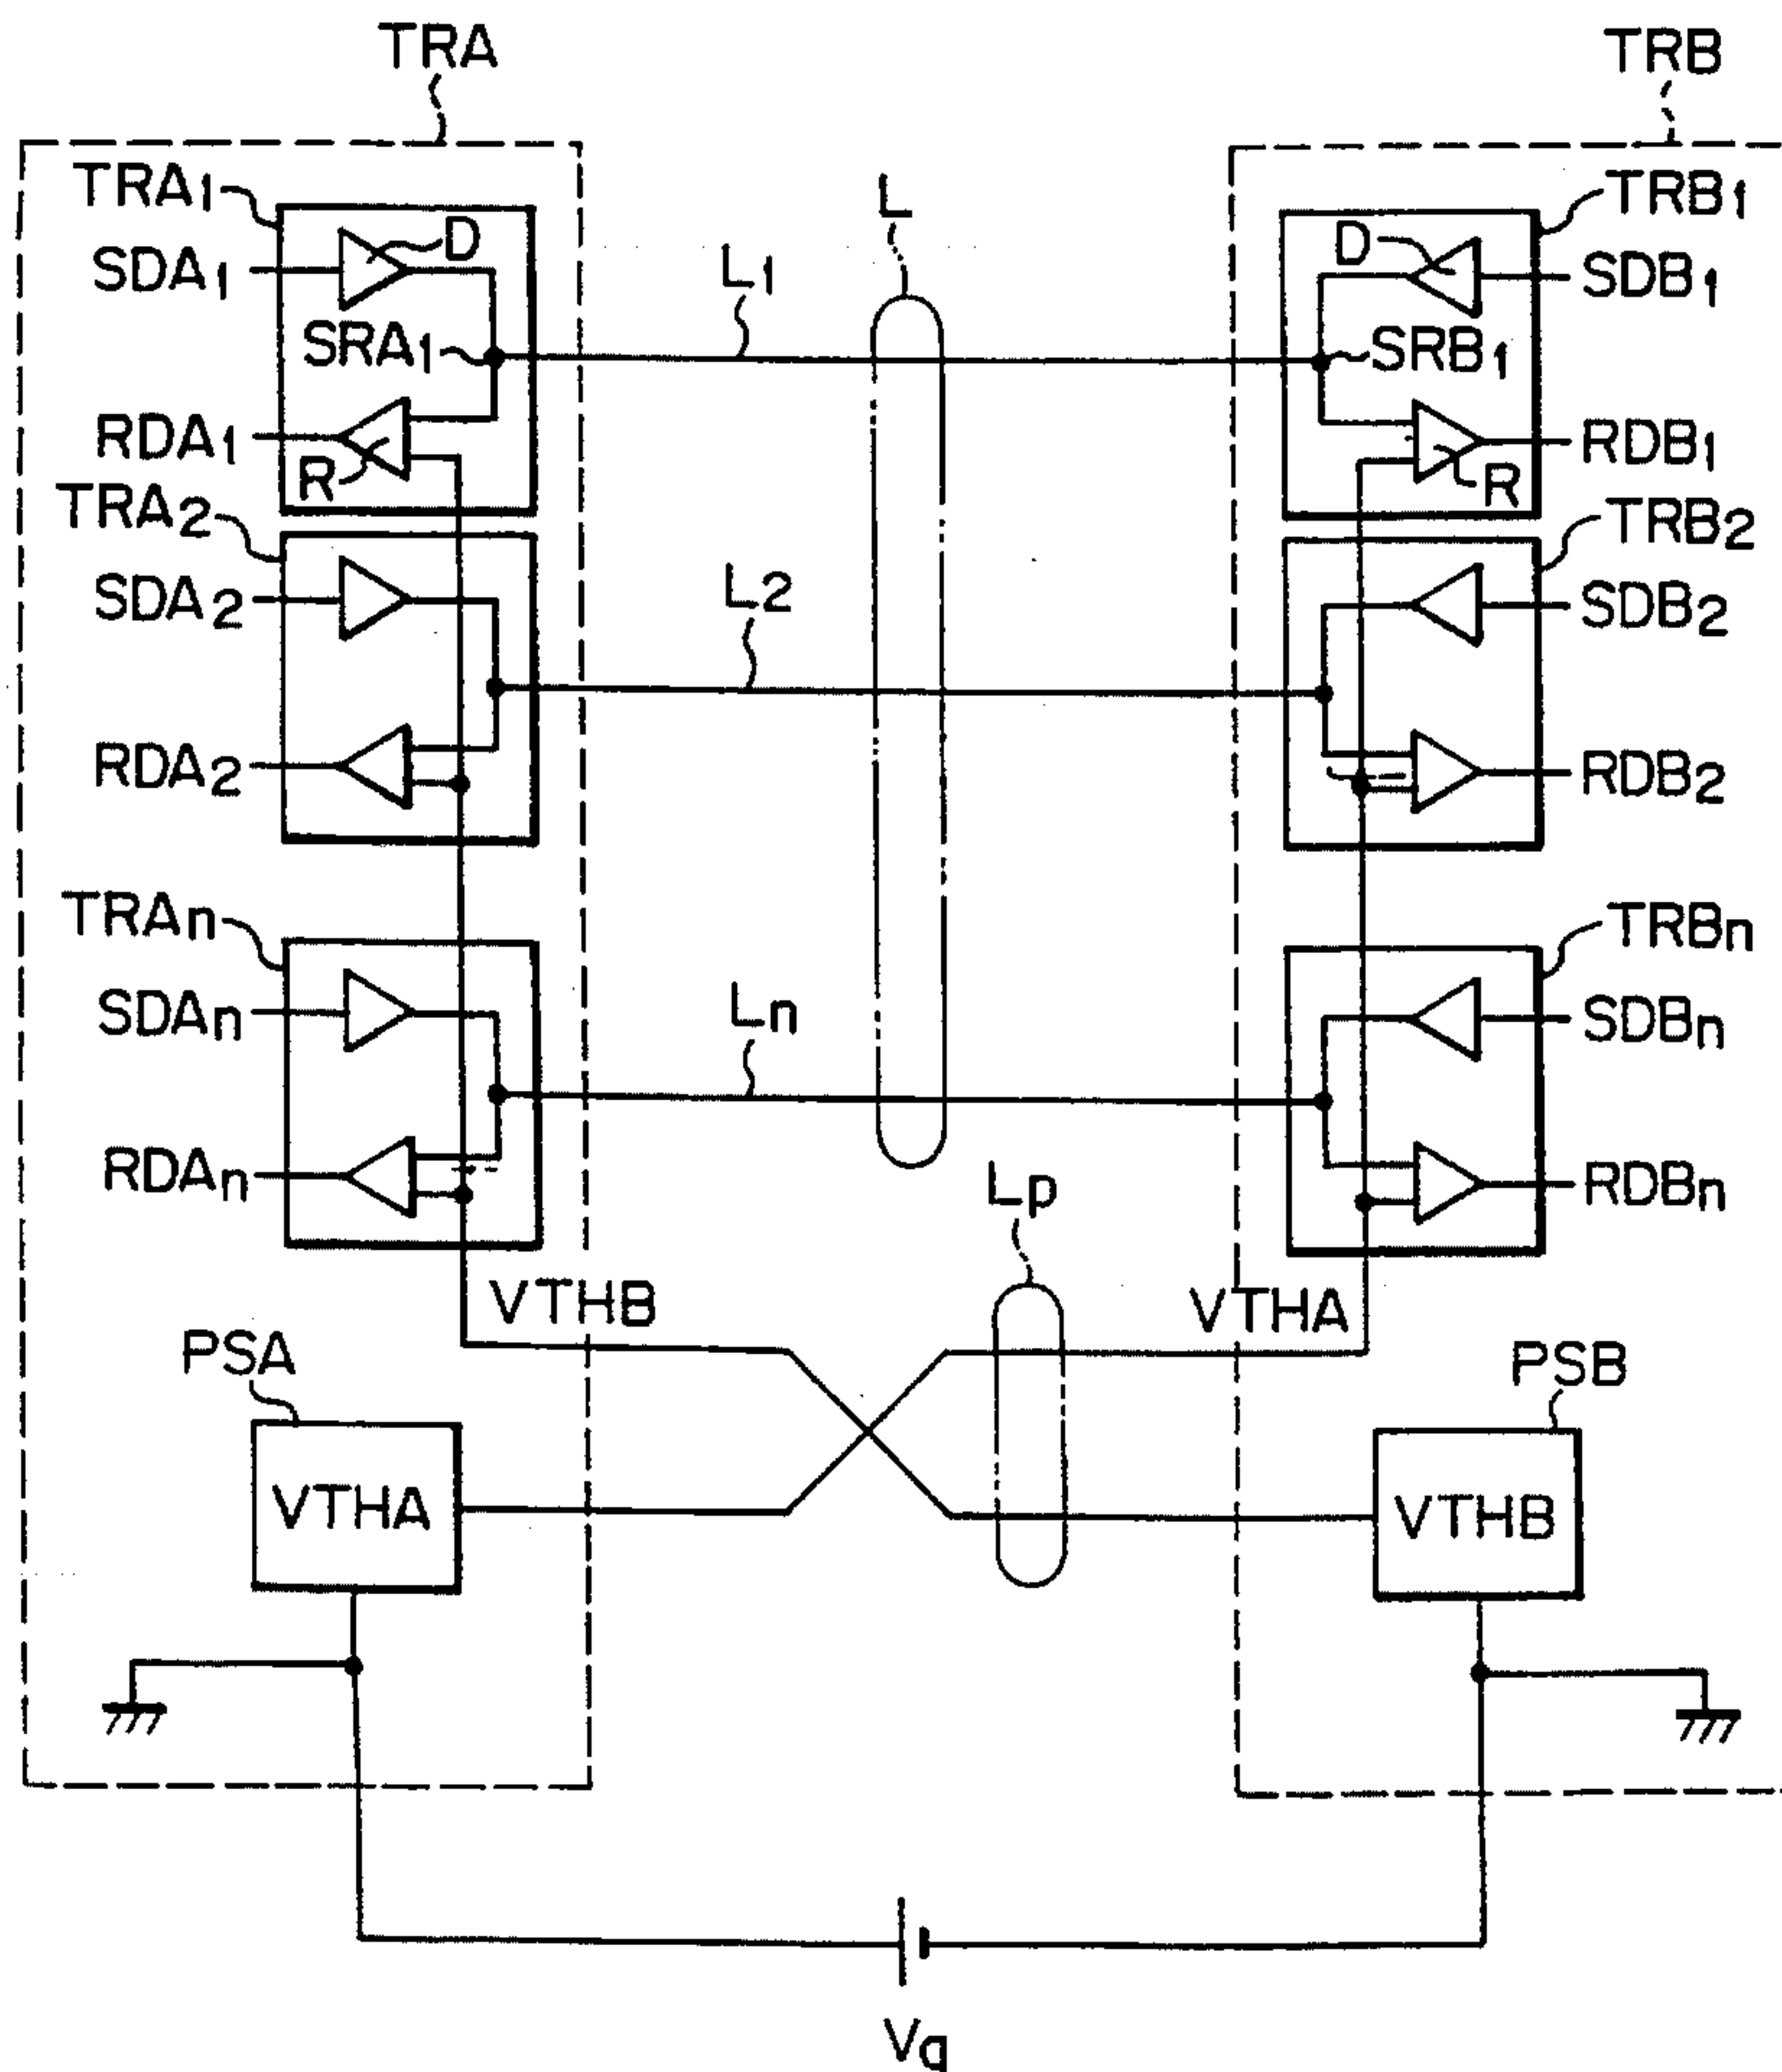 TRA
TRB
TRA1
TRB1
L
D
D
SDA1
L1
SDB1
SRA1
SRB1
RDA1
RDB1
R
R
TRA2
TRB2
SDA2
L2
SDB2
RDA2
RDB2
TRAn
TRBn
SDAn
Ln
SDBn
RDAn
Lp
RDBn
VTHB
VTHA
PSA
PSB
VTHA
VTHB
Vg